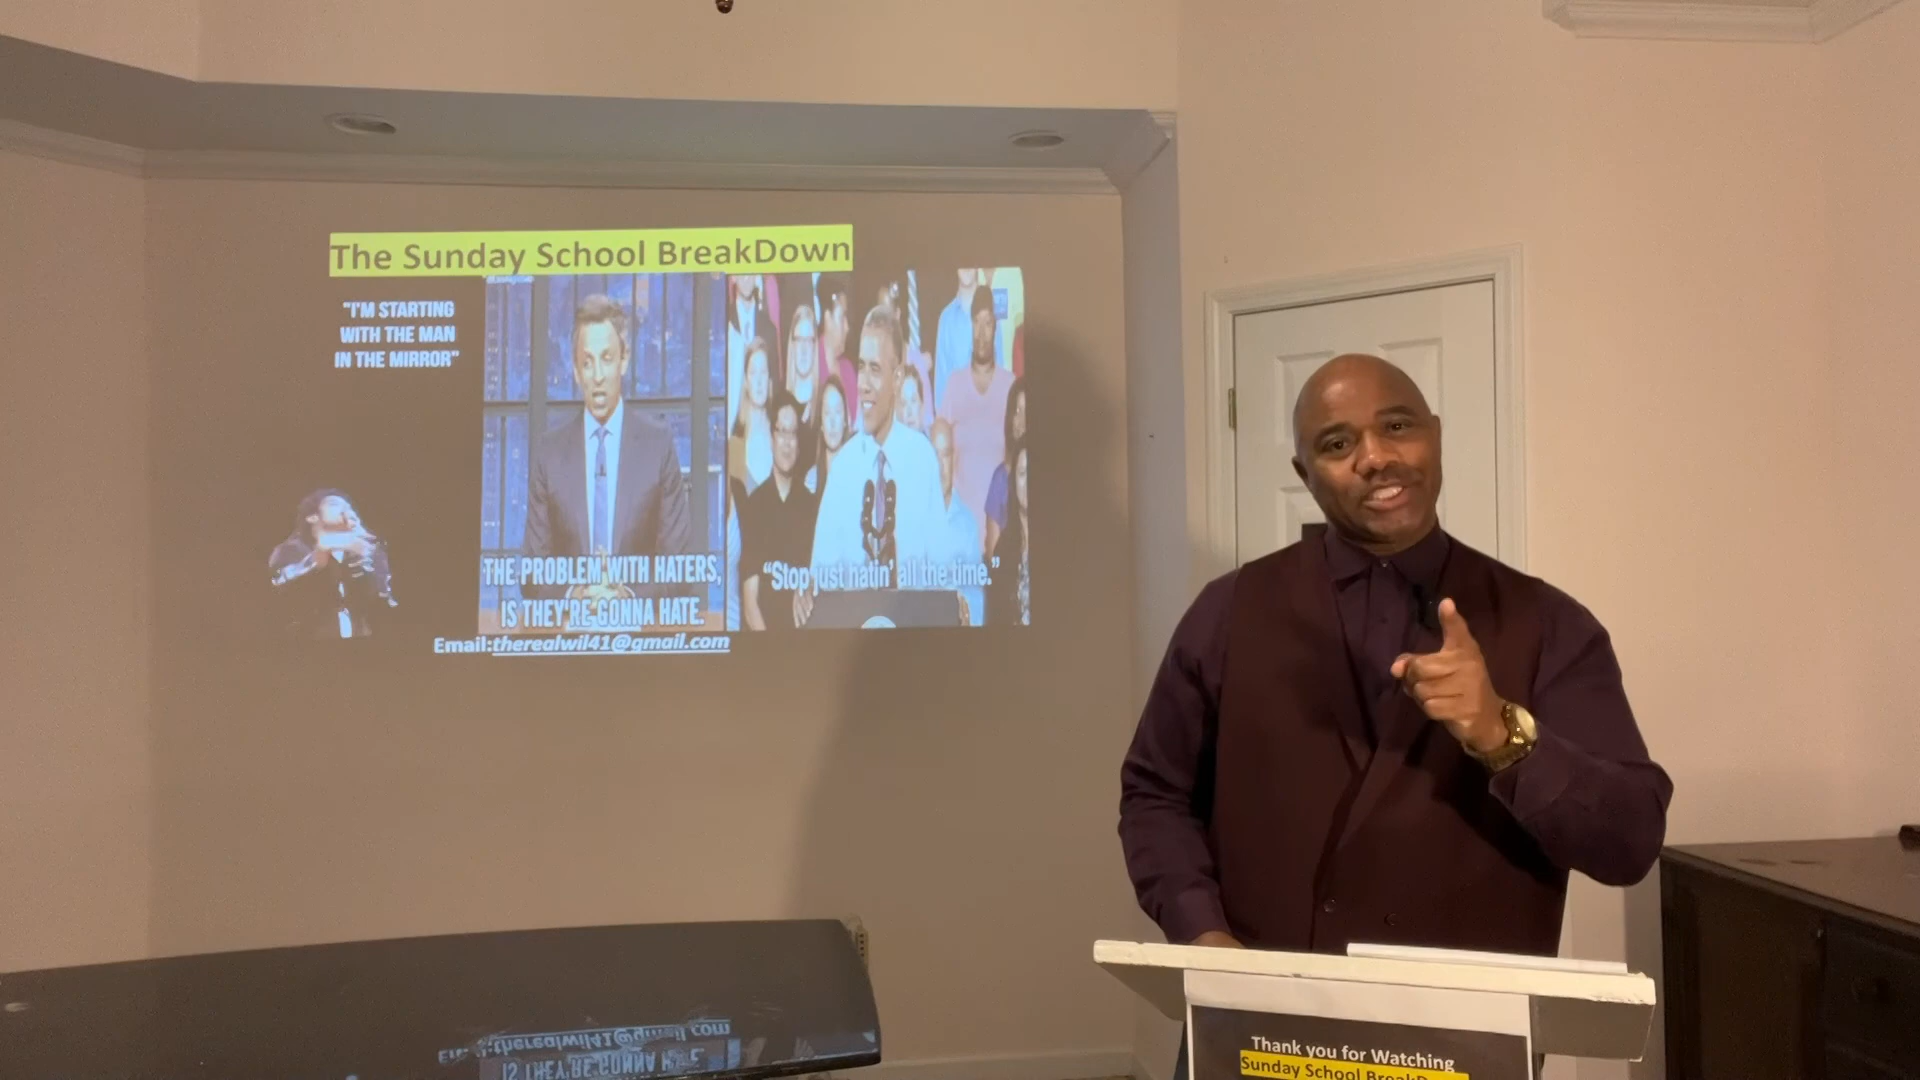 The Sunday School BreakDown
"I'M STARTING
WITH THE MAN
IN THE MIRROR"
THE PROBLEM WITH HATERS,
IS THEY'RE GONNA HATE.
“Stop just hatin’ all the time.”
Email:therealwil41@gmail.com
Thank you for Watching
Sunday School BreakDown